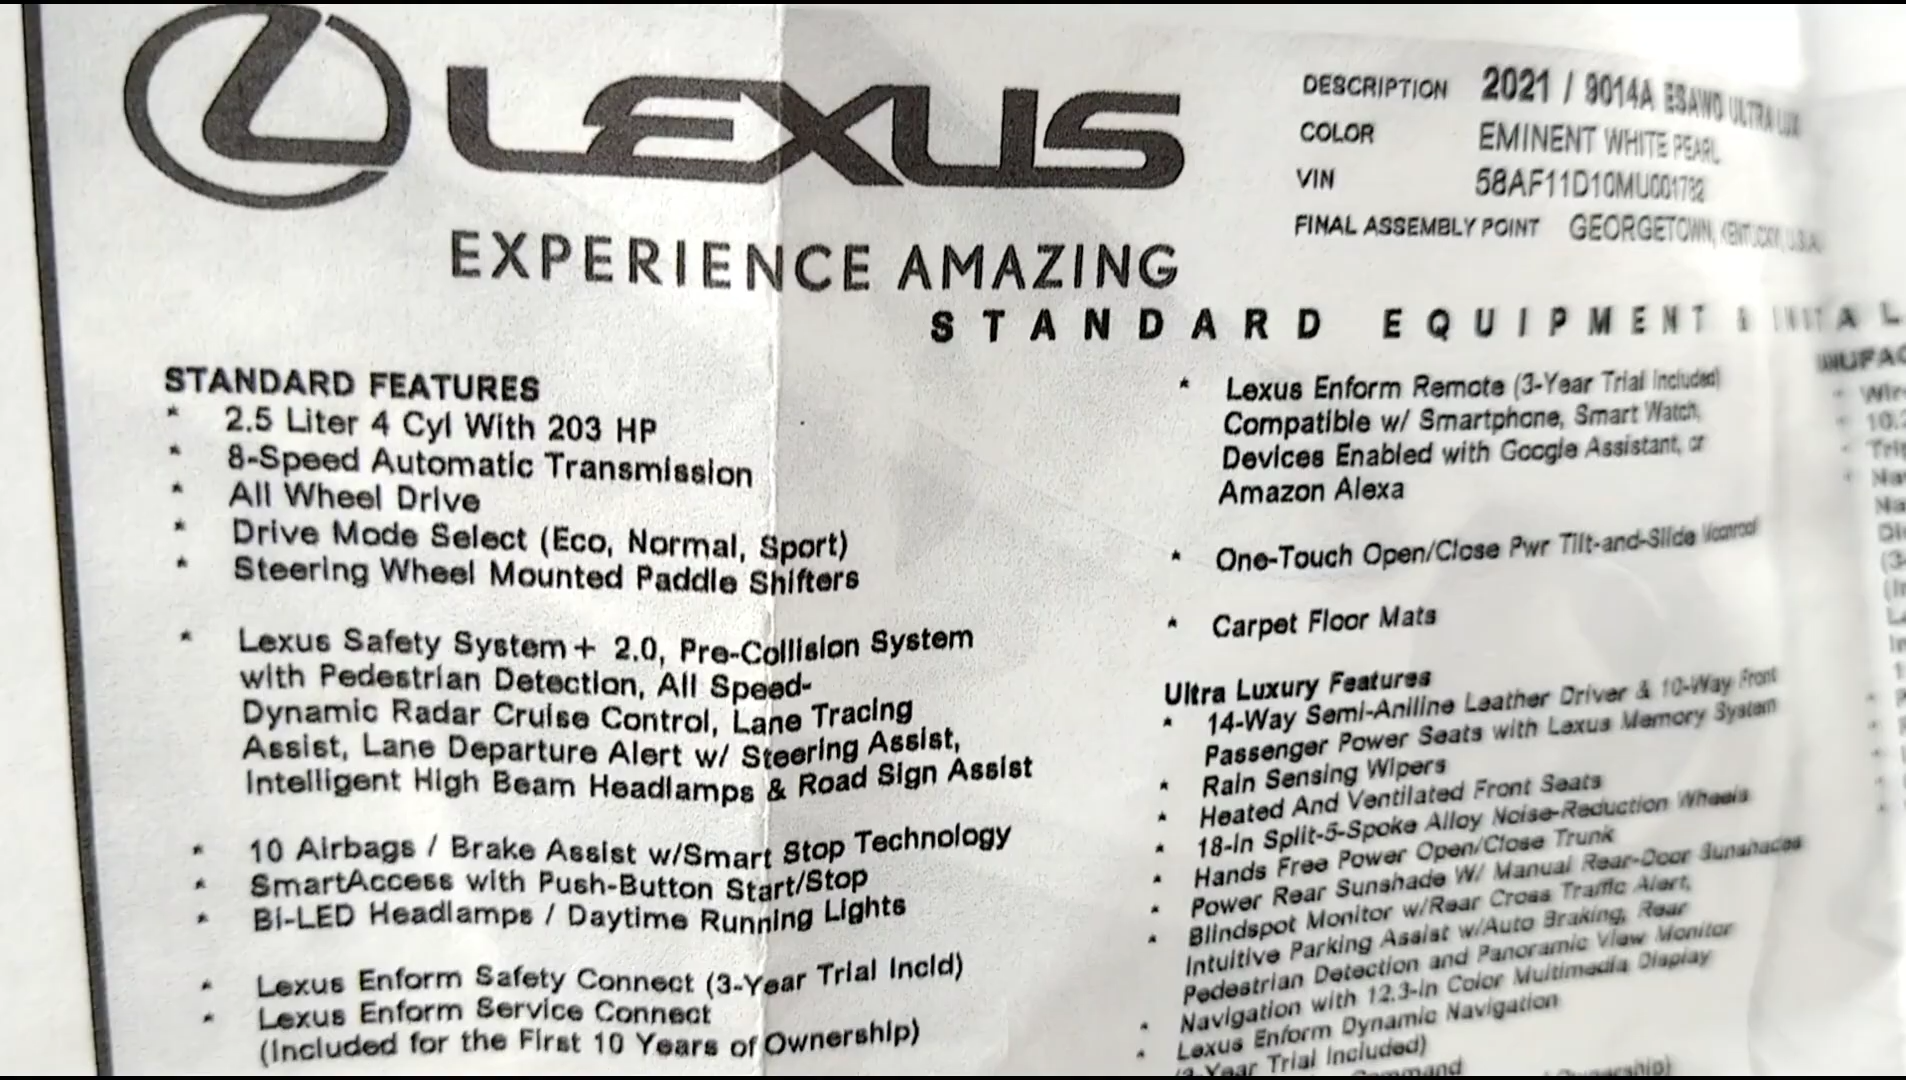 LEXUS
EXPERIENCE AMAZING
DESCRIPTION 2021 / 9014A ESAWD ULTRA LUX
COLOR EMINENT WHITE PEARL
VIN 58AF11D10MU001782
FINAL ASSEMBLY POINT GEORGETOWN, KENTUCKY, U.S.A.
STANDARD EQUIPMENT &
STANDARD FEATURES
* 2.5 Liter 4 Cyl With 203 HP
* 8-Speed Automatic Transmission
* All Wheel Drive
* Drive Mode Select (Eco, Normal, Sport)
* Steering Wheel Mounted Paddle Shifters
* Lexus Safety System+ 2.0, Pre-Collision System
with Pedestrian Detection, All Speed-
Dynamic Radar Cruise Control, Lane Tracing
Assist, Lane Departure Alert w/ Steering Assist,
Intelligent High Beam Headlamps & Road Sign Assist
* 10 Airbags / Brake Assist w/Smart Stop Technology
* SmartAccess with Push-Button Start/Stop
* Bi-LED Headlamps / Daytime Running Lights
* Lexus Enform Safety Connect (3-Year Trial Incld)
* Lexus Enform Service Connect
(Included for the First 10 Years of Ownership)
* Lexus Enform Remote (3-Year Trial Included)
Compatible w/ Smartphone, Smart Watch,
Devices Enabled with Google Assistant, or
Amazon Alexa
* One-Touch Open/Close Pwr Tilt-and-Slide Moonroof
* Carpet Floor Mats
Ultra Luxury Features
* 14-Way Semi-Aniline Leather Driver & 10-Way Front
Passenger Power Seats with Lexus Memory System
* Rain Sensing Wipers
* Heated And Ventilated Front Seats
* 18-In Split-5-Spoke Alloy Noise-Reduction Wheels
* Hands Free Power Open/Close Trunk
* Power Rear Sunshade W/ Manual Rear-Door Sunshades
* Blindspot Monitor w/Rear Cross Traffic Alert,
Intuitive Parking Assist w/Auto Braking, Rear
Pedestrian Detection and Panoramic View Monitor
* Navigation with 12.3-in Color Multimedia Display
* Lexus Enform Dynamic Navigation
(3-Year Trial Included)